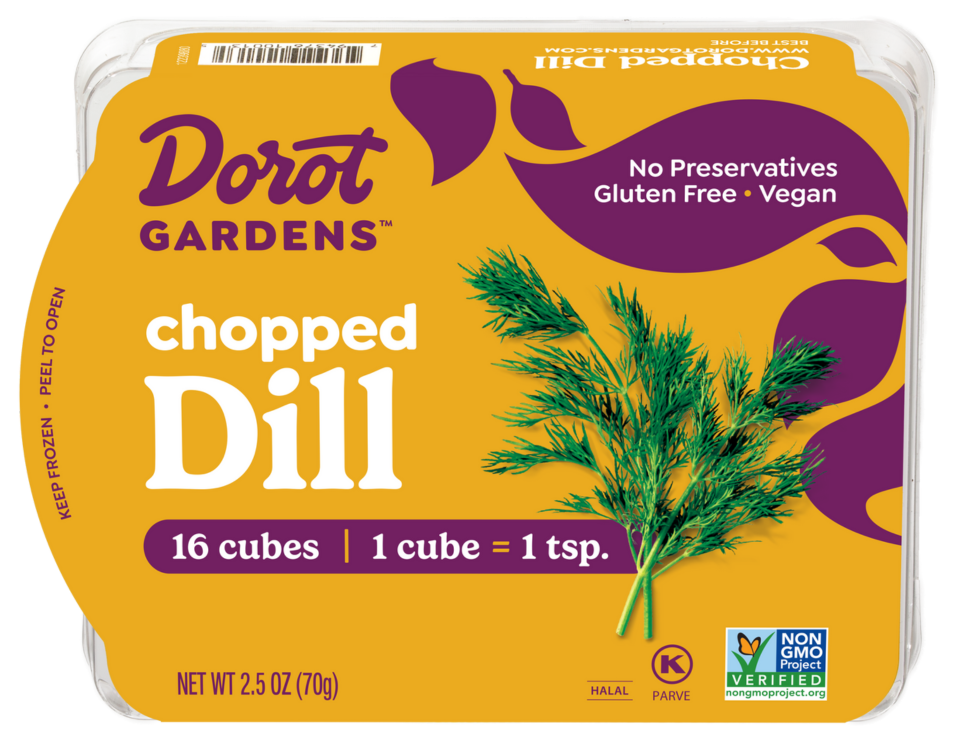 Chopped Dill
WWW.DOROTGARDENS.COM
BEST BEFORE
Dorot
GARDENS™
No Preservatives
Gluten Free • Vegan
KEEP FROZEN • PEEL TO OPEN
chopped
Dill
16 cubes | 1 cube = 1 tsp.
NET WT 2.5 OZ (70g)
HALAL
K
PARVE
NON
GMO
Project
VERIFIED
nongmoproject.org